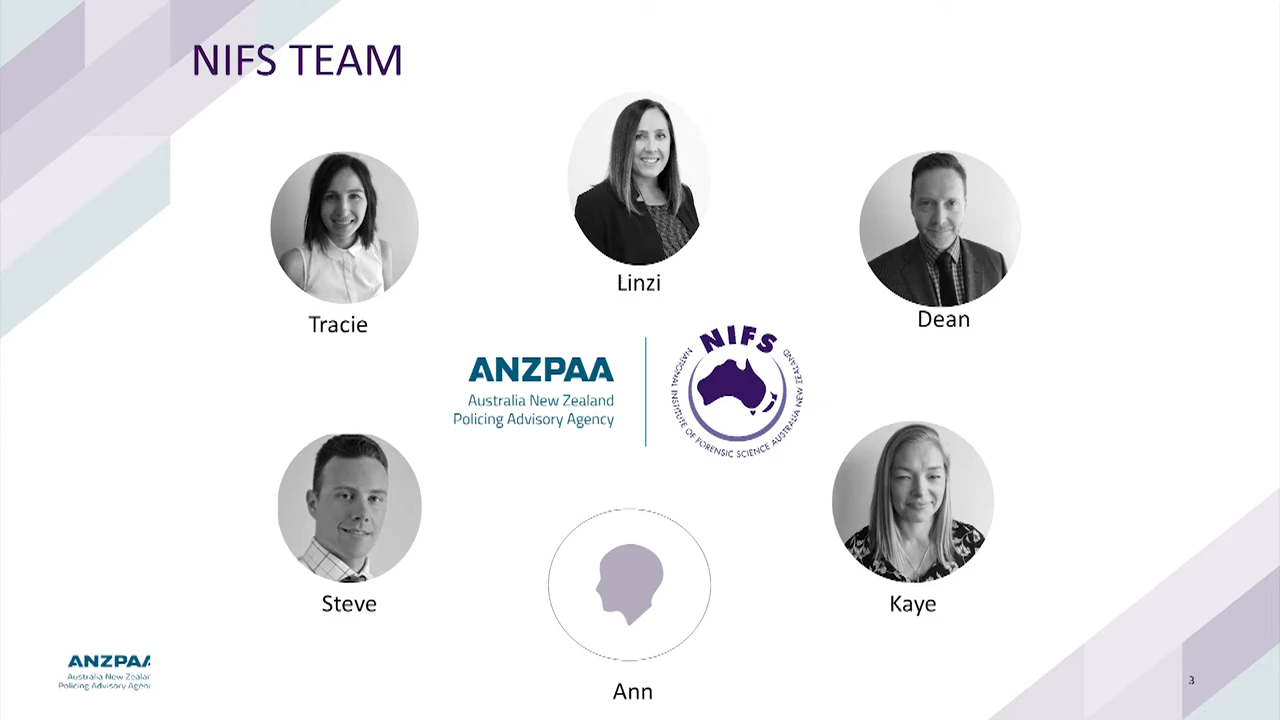 NIFS TEAM
Linzi
Tracie
Dean
ANZPAA
Australia New Zealand
Policing Advisory Agency
NIFS
NATIONAL INSTITUTE OF FORENSIC SCIENCE AUSTRALIA NEW ZEALAND
Steve
Kaye
Ann
ANZPAA
Australia New Zealan
Policing Advisory Agenc
3